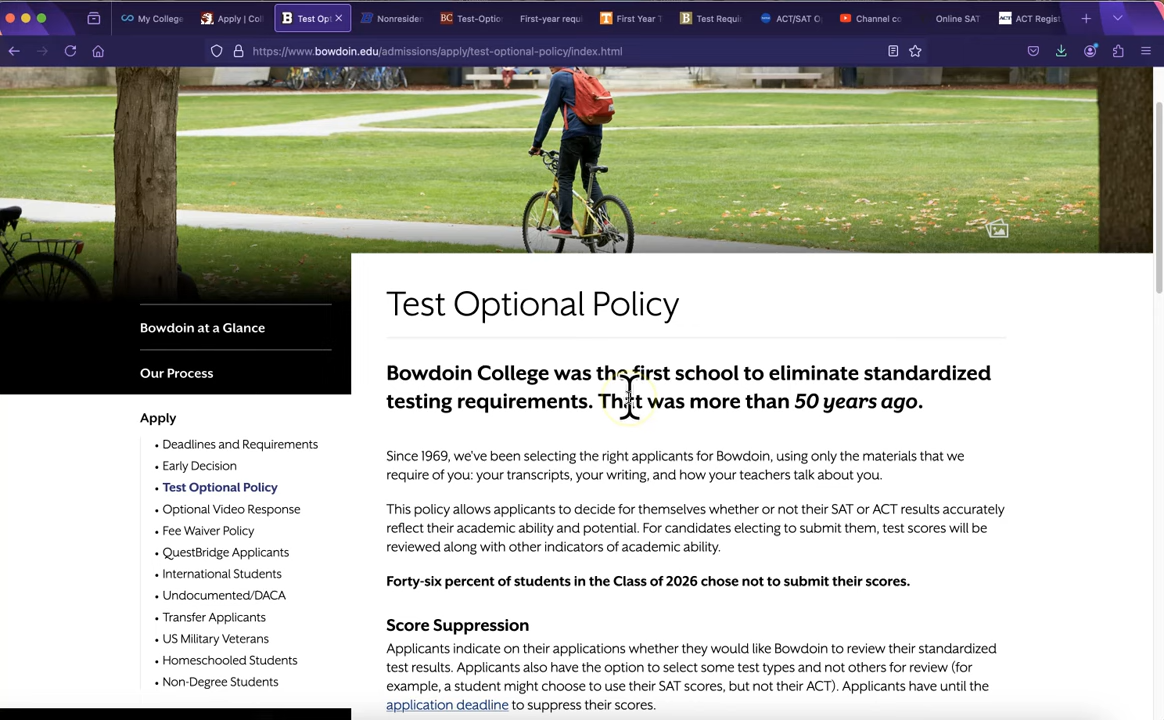 My College
Apply | Coll
Test Opt
Nonresiden
Test-Option
First-year requi
First Year T
Test Requir
ACT/SAT O
Channel co
Online SAT
ACT Regist
https://www.bowdoin.edu/admissions/apply/test-optional-policy/index.html
Bowdoin at a Glance
Our Process
Apply
• Deadlines and Requirements
• Early Decision
• Test Optional Policy
• Optional Video Response
• Fee Waiver Policy
• QuestBridge Applicants
• International Students
• Undocumented/DACA
• Transfer Applicants
• US Military Veterans
• Homeschooled Students
• Non-Degree Students
Test Optional Policy
Bowdoin College was the first school to eliminate standardized
testing requirements. That was more than 50 years ago.
Since 1969, we've been selecting the right applicants for Bowdoin, using only the materials that we
require of you: your transcripts, your writing, and how your teachers talk about you.
This policy allows applicants to decide for themselves whether or not their SAT or ACT results accurately
reflect their academic ability and potential. For candidates electing to submit them, test scores will be
reviewed along with other indicators of academic ability.
Forty-six percent of students in the Class of 2026 chose not to submit their scores.
Score Suppression
Applicants indicate on their applications whether they would like Bowdoin to review their standardized
test results. Applicants also have the option to select some test types and not others for review (for
example, a student might choose to use their SAT scores, but not their ACT). Applicants have until the
application deadline to suppress their scores.